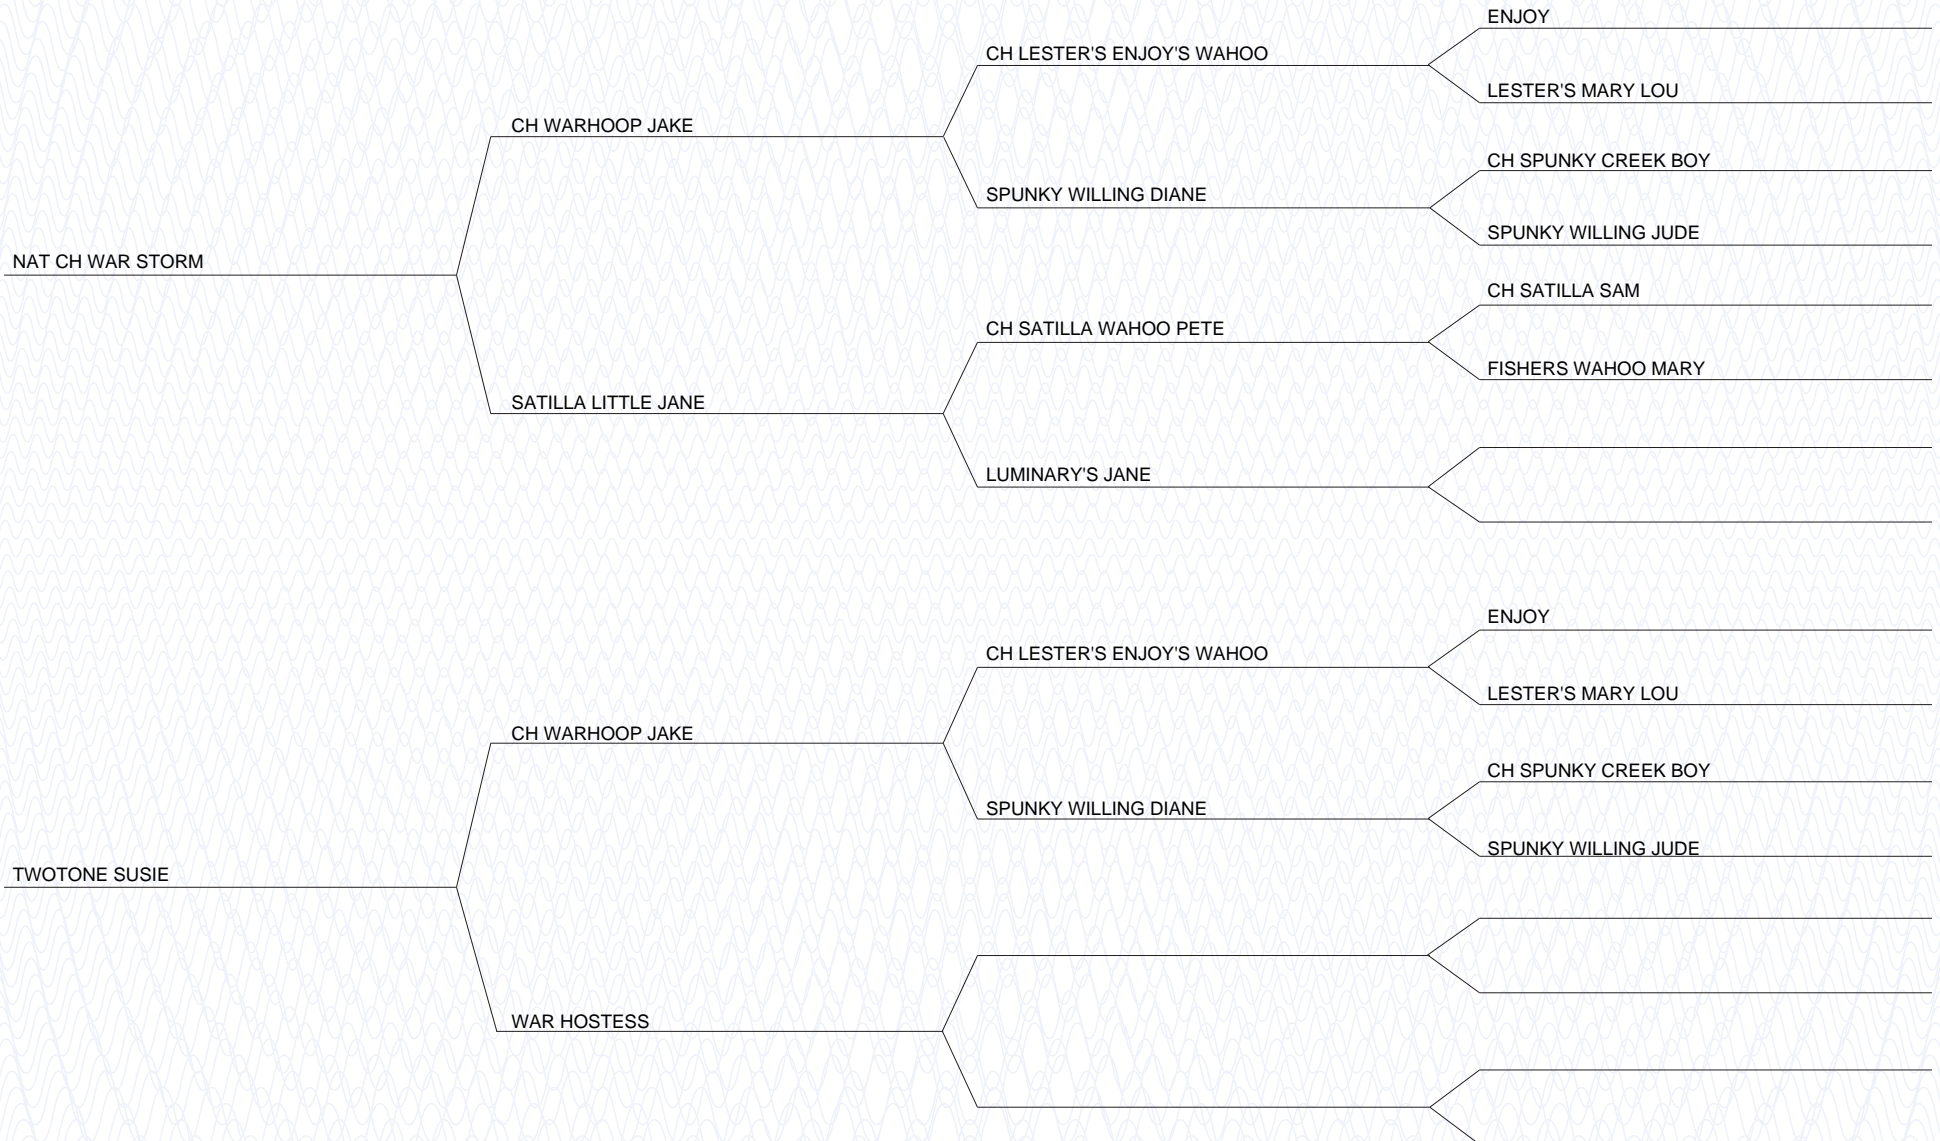 ENJOY
CH LESTER'S ENJOY'S WAHOO
LESTER'S MARY LOU
CH WARHOOP JAKE
CH SPUNKY CREEK BOY
SPUNKY WILLING DIANE
SPUNKY WILLING JUDE
NAT CH WAR STORM
CH SATILLA SAM
CH SATILLA WAHOO PETE
FISHERS WAHOO MARY
SATILLA LITTLE JANE
LUMINARY'S JANE
ENJOY
CH LESTER'S ENJOY'S WAHOO
LESTER'S MARY LOU
CH WARHOOP JAKE
CH SPUNKY CREEK BOY
SPUNKY WILLING DIANE
SPUNKY WILLING JUDE
TWOTONE SUSIE
WAR HOSTESS